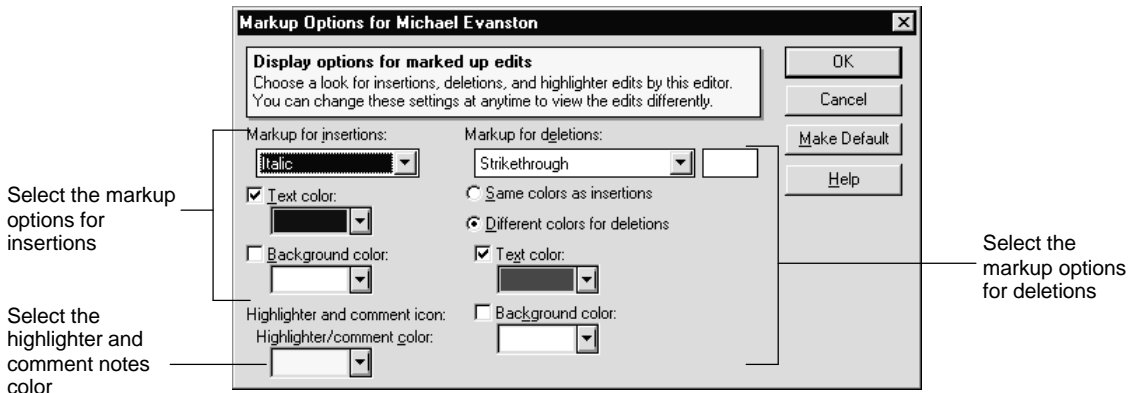 Markup Options for Michael Evanston
Display options for marked up edits
Choose a look for insertions, deletions, and highlighter edits by this editor.
You can change these settings at anytime to view the edits differently.
OK
Cancel
Make Default
Help
Markup for insertions:
Italic
Text color:
Background color:
Highlighter and comment icon:
Highlighter/comment color:
Markup for deletions:
Strikethrough
Same colors as insertions
Different colors for deletions
Text color:
Background color:
Select the markup
options for
insertions
Select the
highlighter and
comment notes
color
Select the
markup options
for deletions